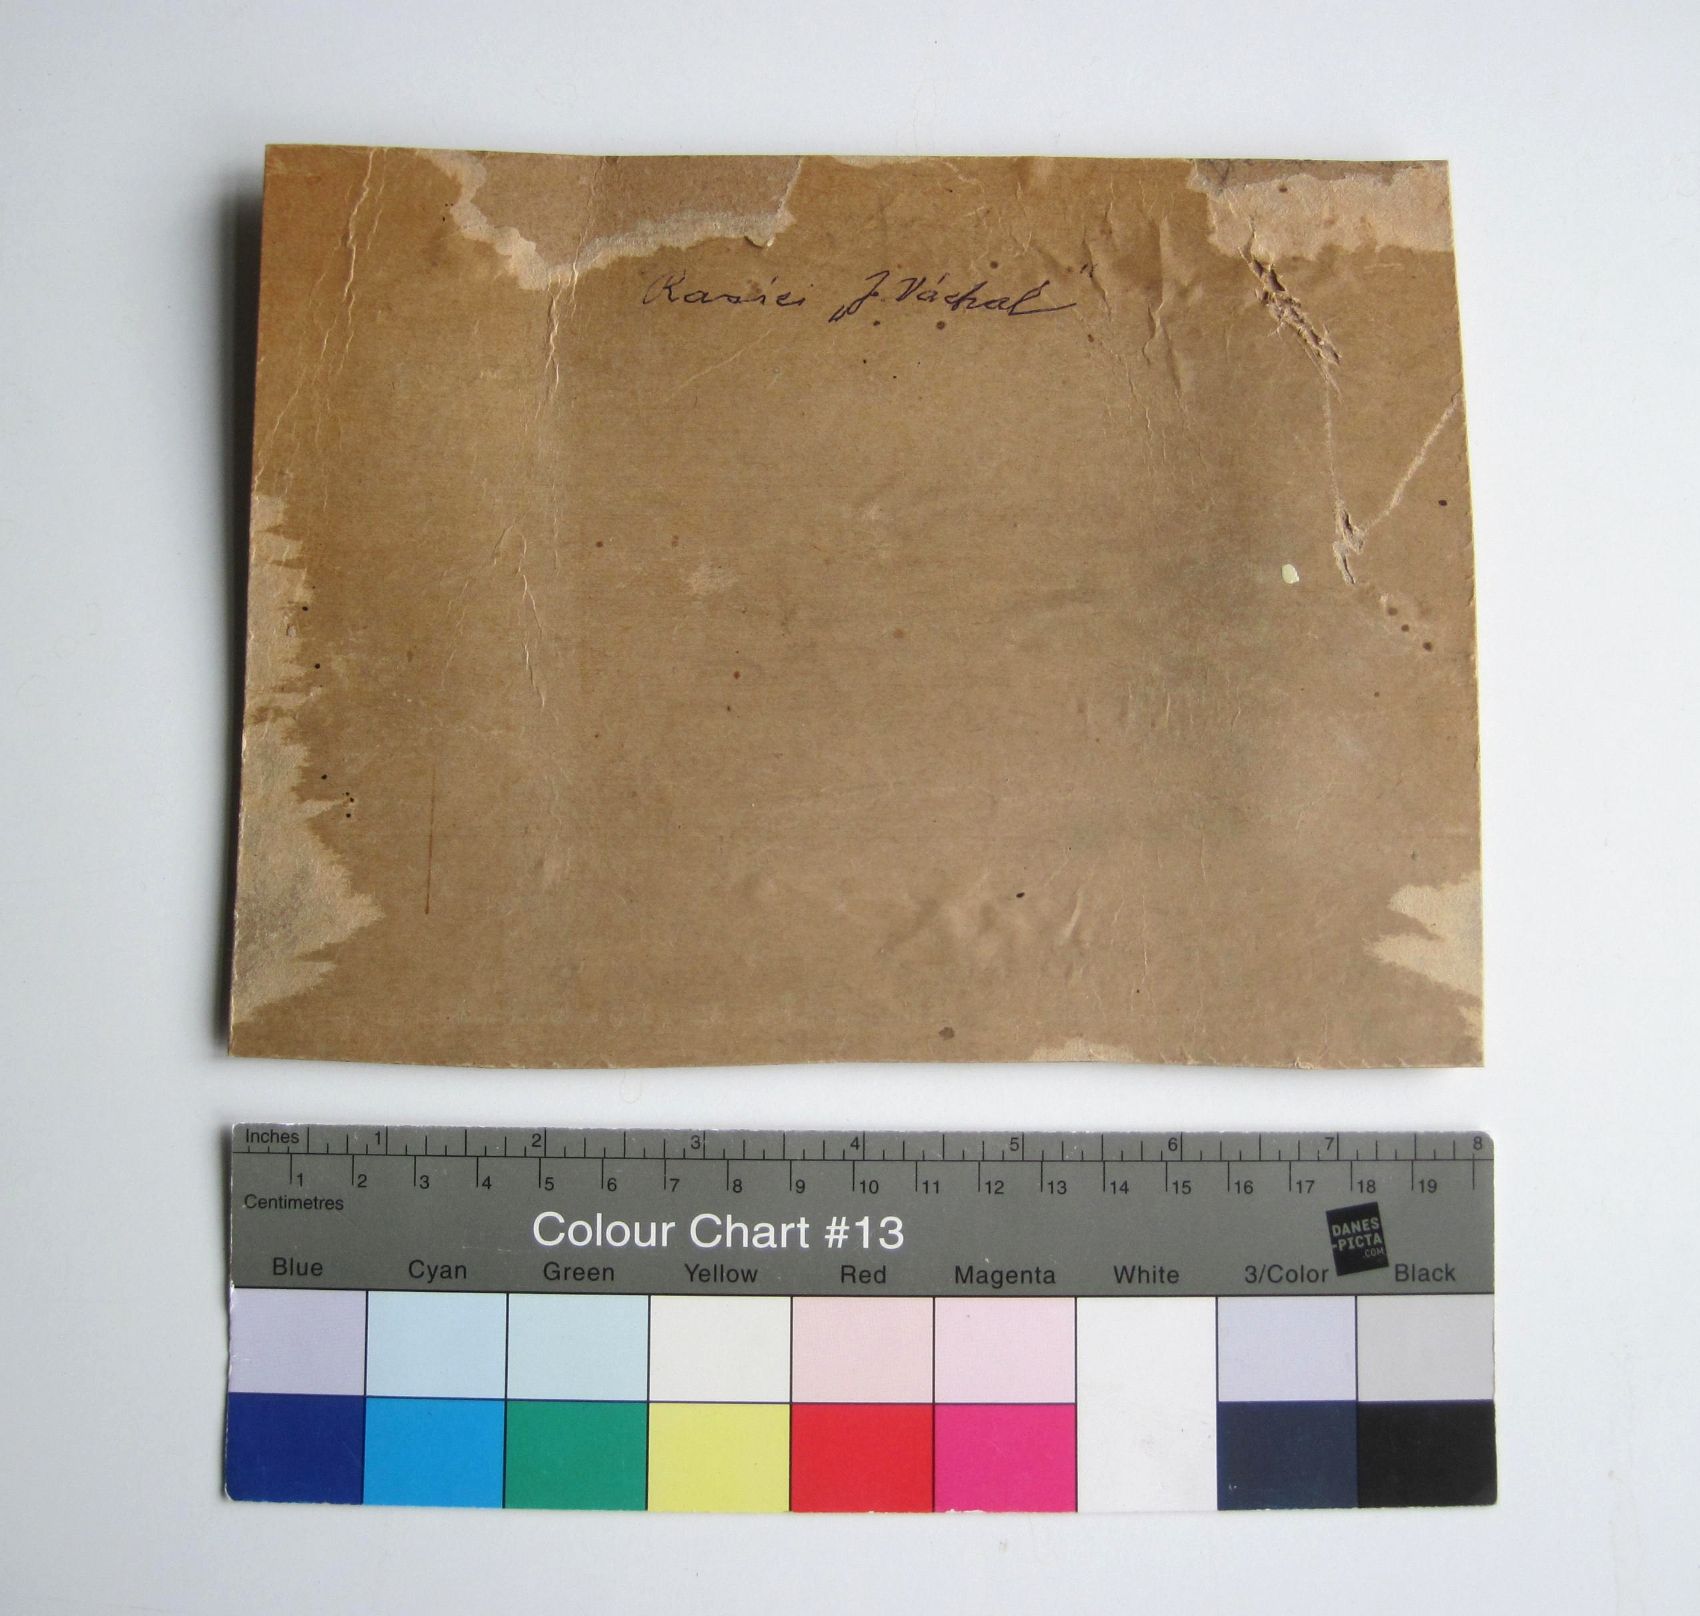 „J. Váchal"
Inches 1 2 3 4 5 6 7 8
1 2 3 4 5 6 7 8 9 10 11 12 13 14 15 16 17 18 19
Centimetres
Colour Chart #13
DANES
-PICTA
.COM
Blue Cyan Green Yellow Red Magenta White 3/Color Black